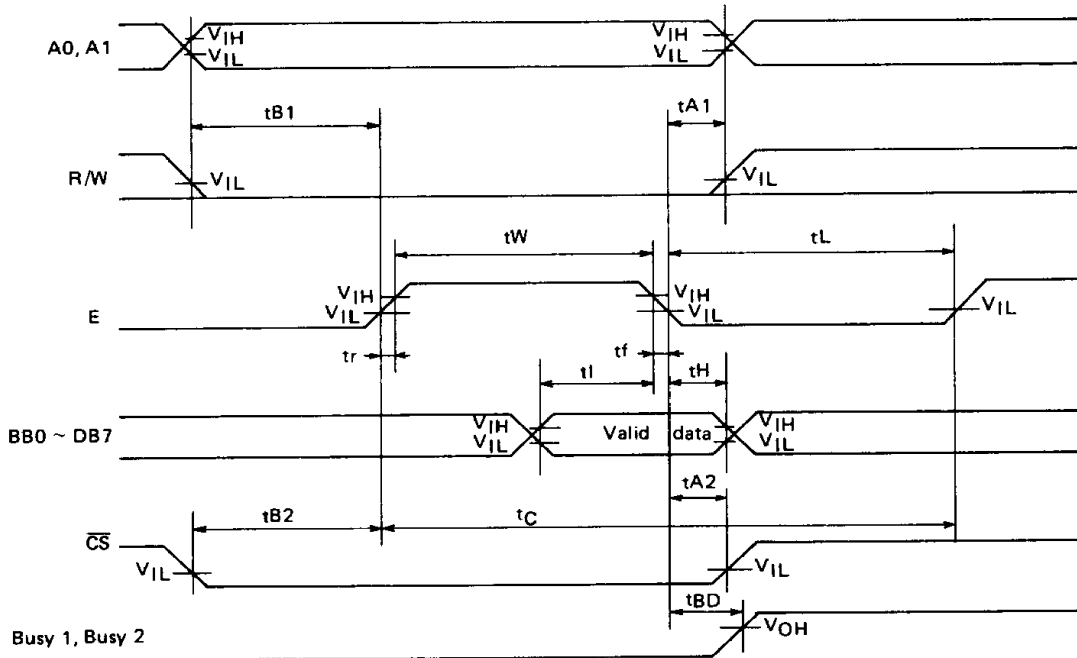 A0, A1
VIH
VIL
VIH
VIL
tB1
tA1
R/W
VIL
VIL
tW
tL
E
VIH
VIL
VIH
VIL
VIL
tr
tf
tI
tH
BB0 ~ DB7
VIH
VIL
Valid data
VIH
VIL
tA2
tB2
tC
CS
VIL
VIL
tBD
Busy 1, Busy 2
VOH